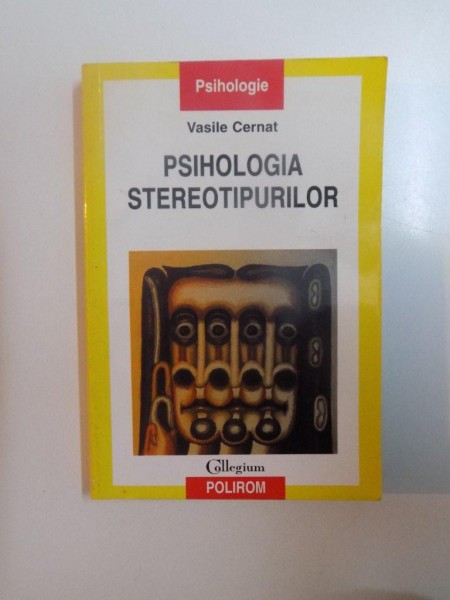 Psihologie
Vasile Cernat
PSIHOLOGIA
STEREOTIPURILOR
Collegium
POLIROM